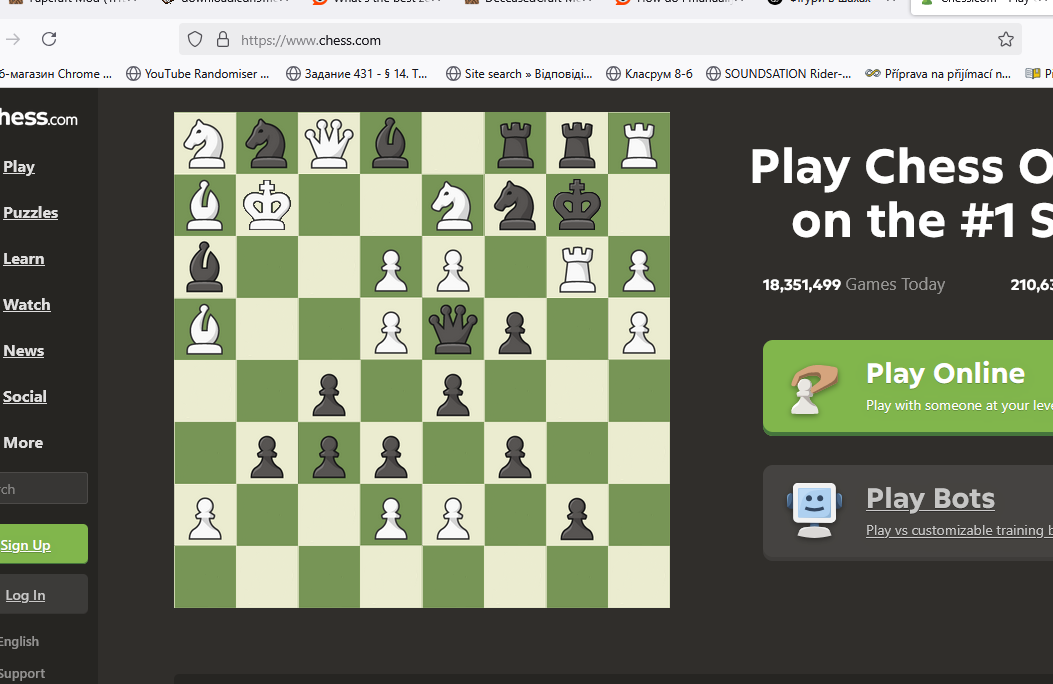 https://www.chess.com
б-магазин Chrome ... YouTube Randomiser ... Задание 431 - § 14. Т... Site search » Відповіді... Класрум 8-б SOUNDSATION Rider-... Příprava na přijímací n...
hess.com
Play
Puzzles
Learn
Watch
News
Social
More
rch
Sign Up
Log In
English
Support
Play Chess O
on the #1 S
18,351,499 Games Today 210,63
Play Online
Play with someone at your leve
Play Bots
Play vs customizable training b